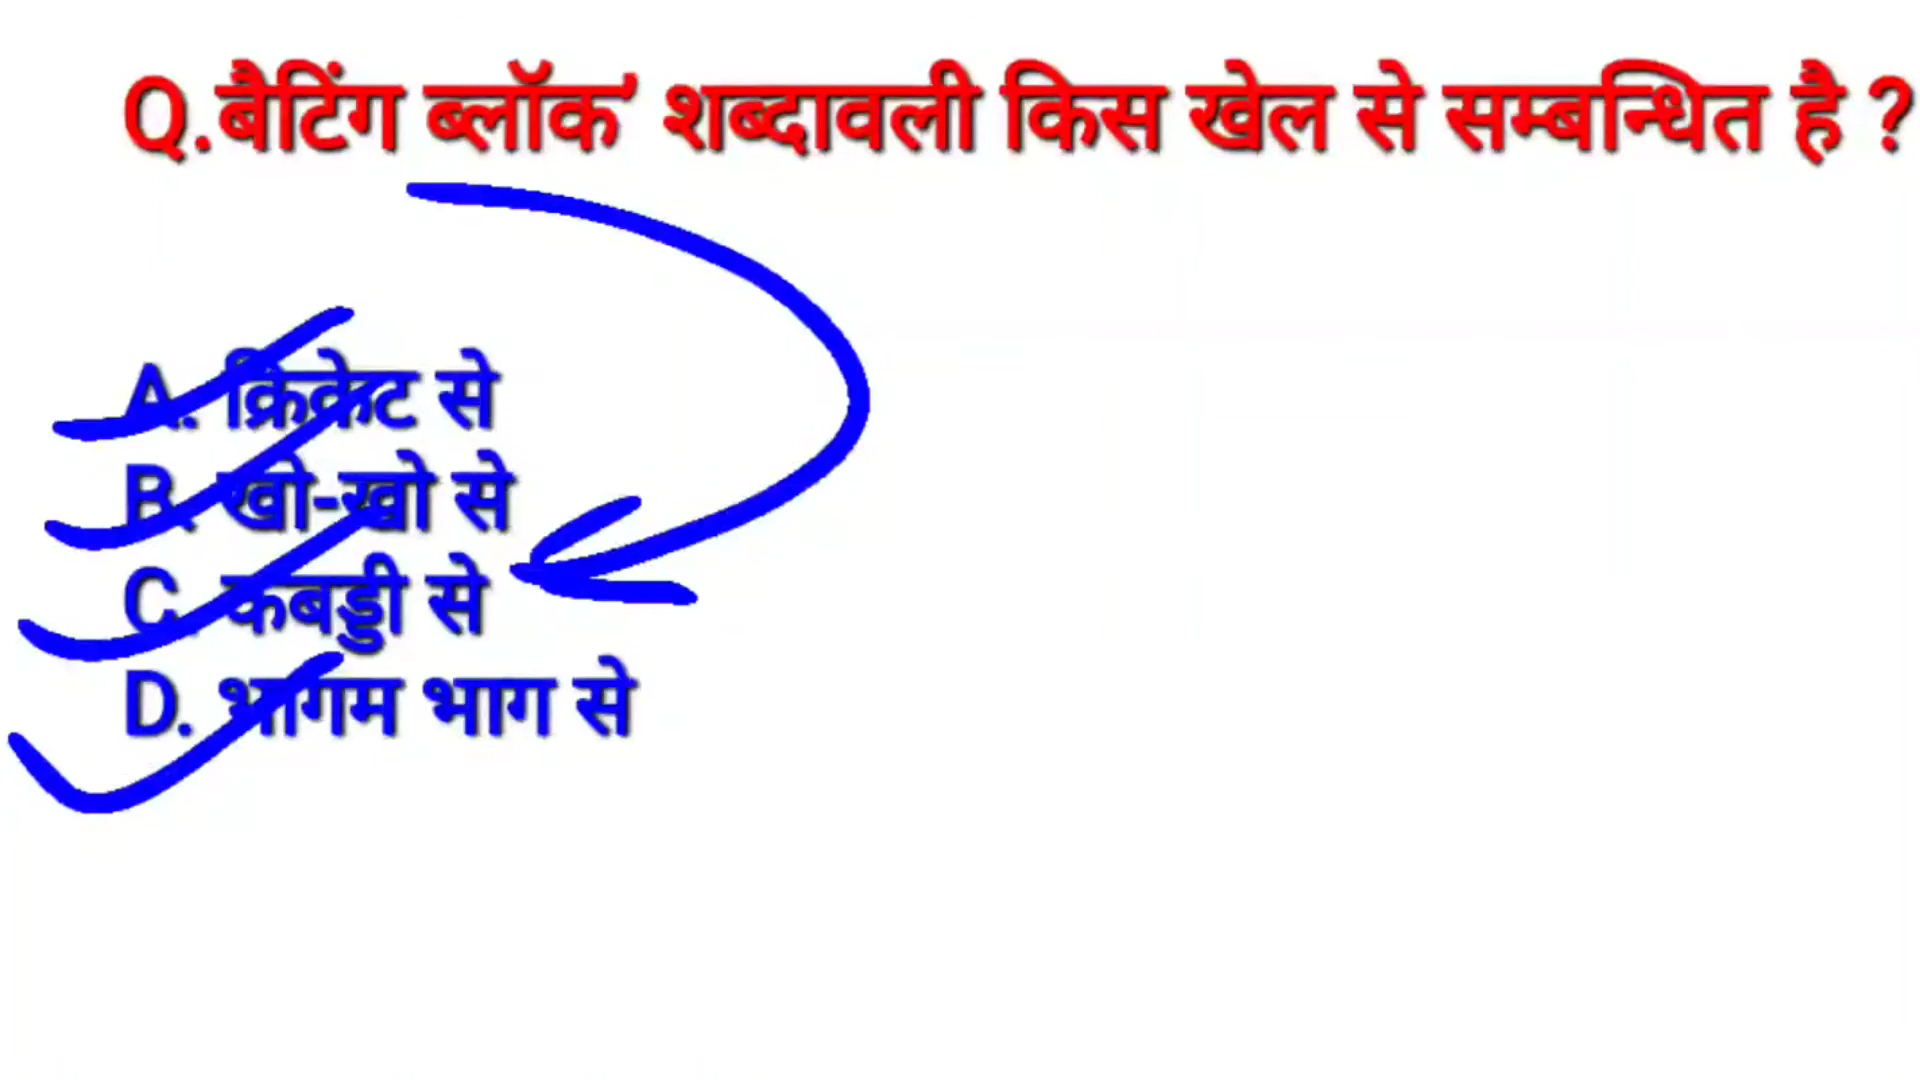 Q.बैटिंग ब्लॉक' शब्दावली किस खेल से सम्बन्धित है ?
A. क्रिकेट से
B. खो-खो से
C. कबड्डी से
D. भागम भाग से